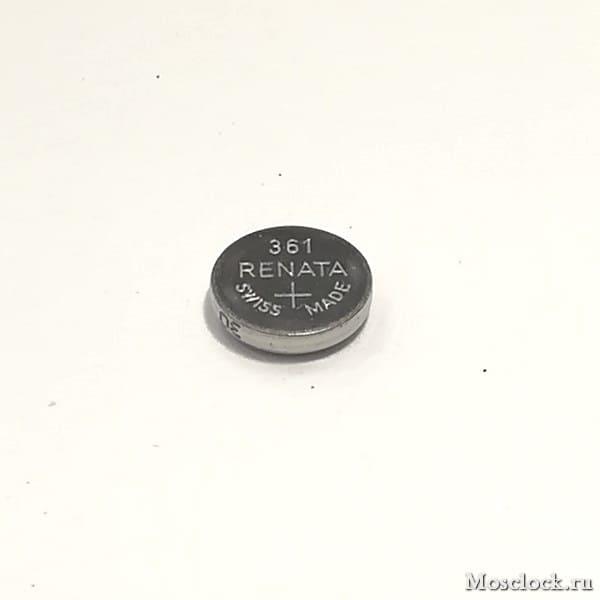 361
RENATA
SWISS + MADE
Mosclock.ru